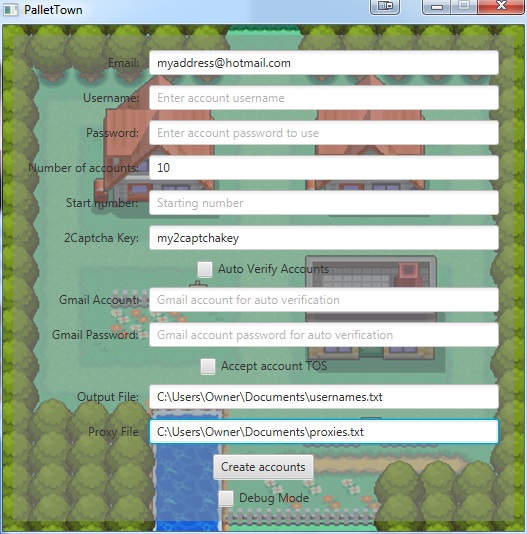 PalletTown
Email: myaddress@hotmail.com
Username: Enter account username
Password: Enter account password to use
Number of accounts: 10
Start number: Starting number
2Captcha Key: my2captchakey
Auto Verify Accounts
Gmail Account: Gmail account for auto verification
Gmail Password: Gmail account password for auto verification
Accept account TOS
Output File: C:\Users\Owner\Documents\usernames.txt
Proxy File C:\Users\Owner\Documents\proxies.txt
Create accounts
Debug Mode